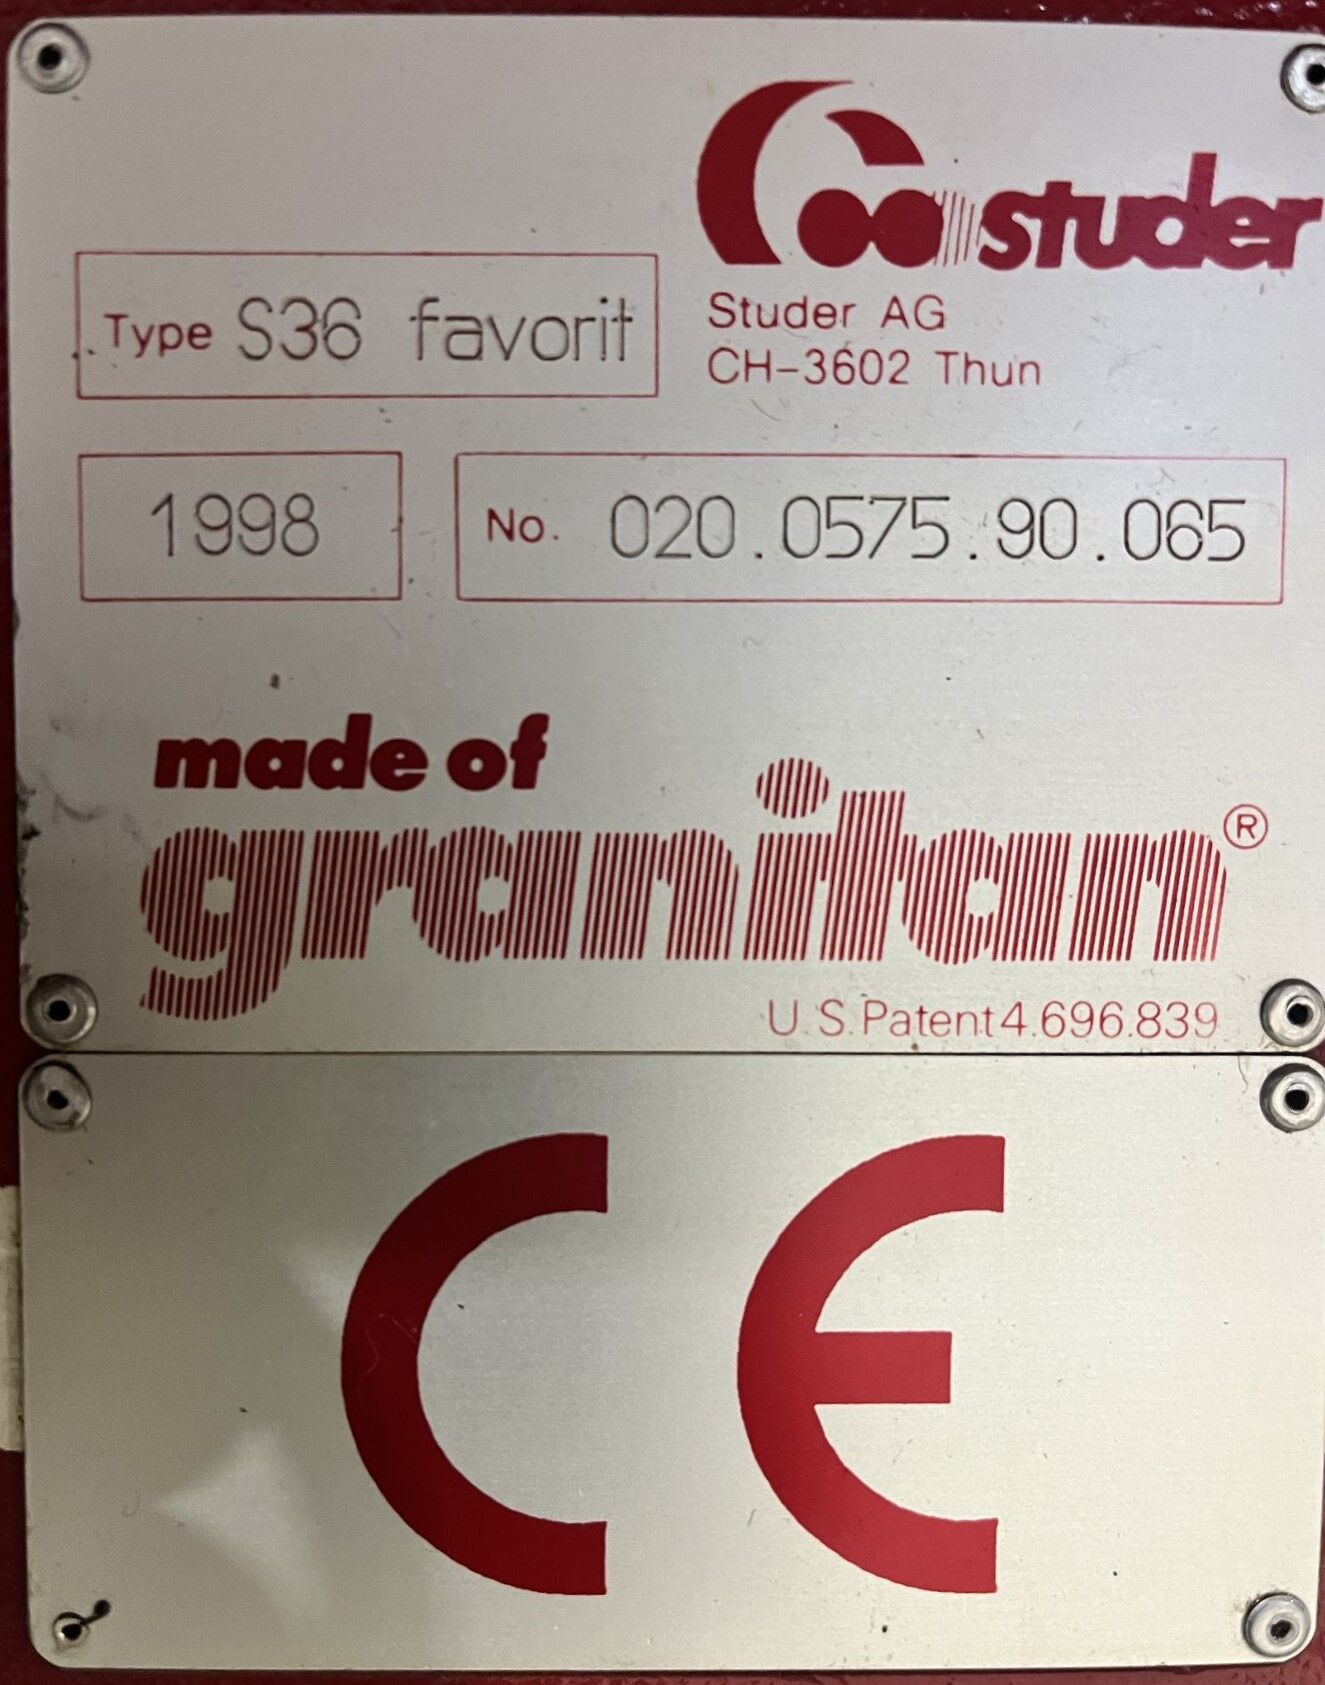 studer
Type S36 favorit
Studer AG
CH-3602 Thun
1998
No. 020.0575.90.065
made of
granitan®
U.S.Patent 4.696.839
CE